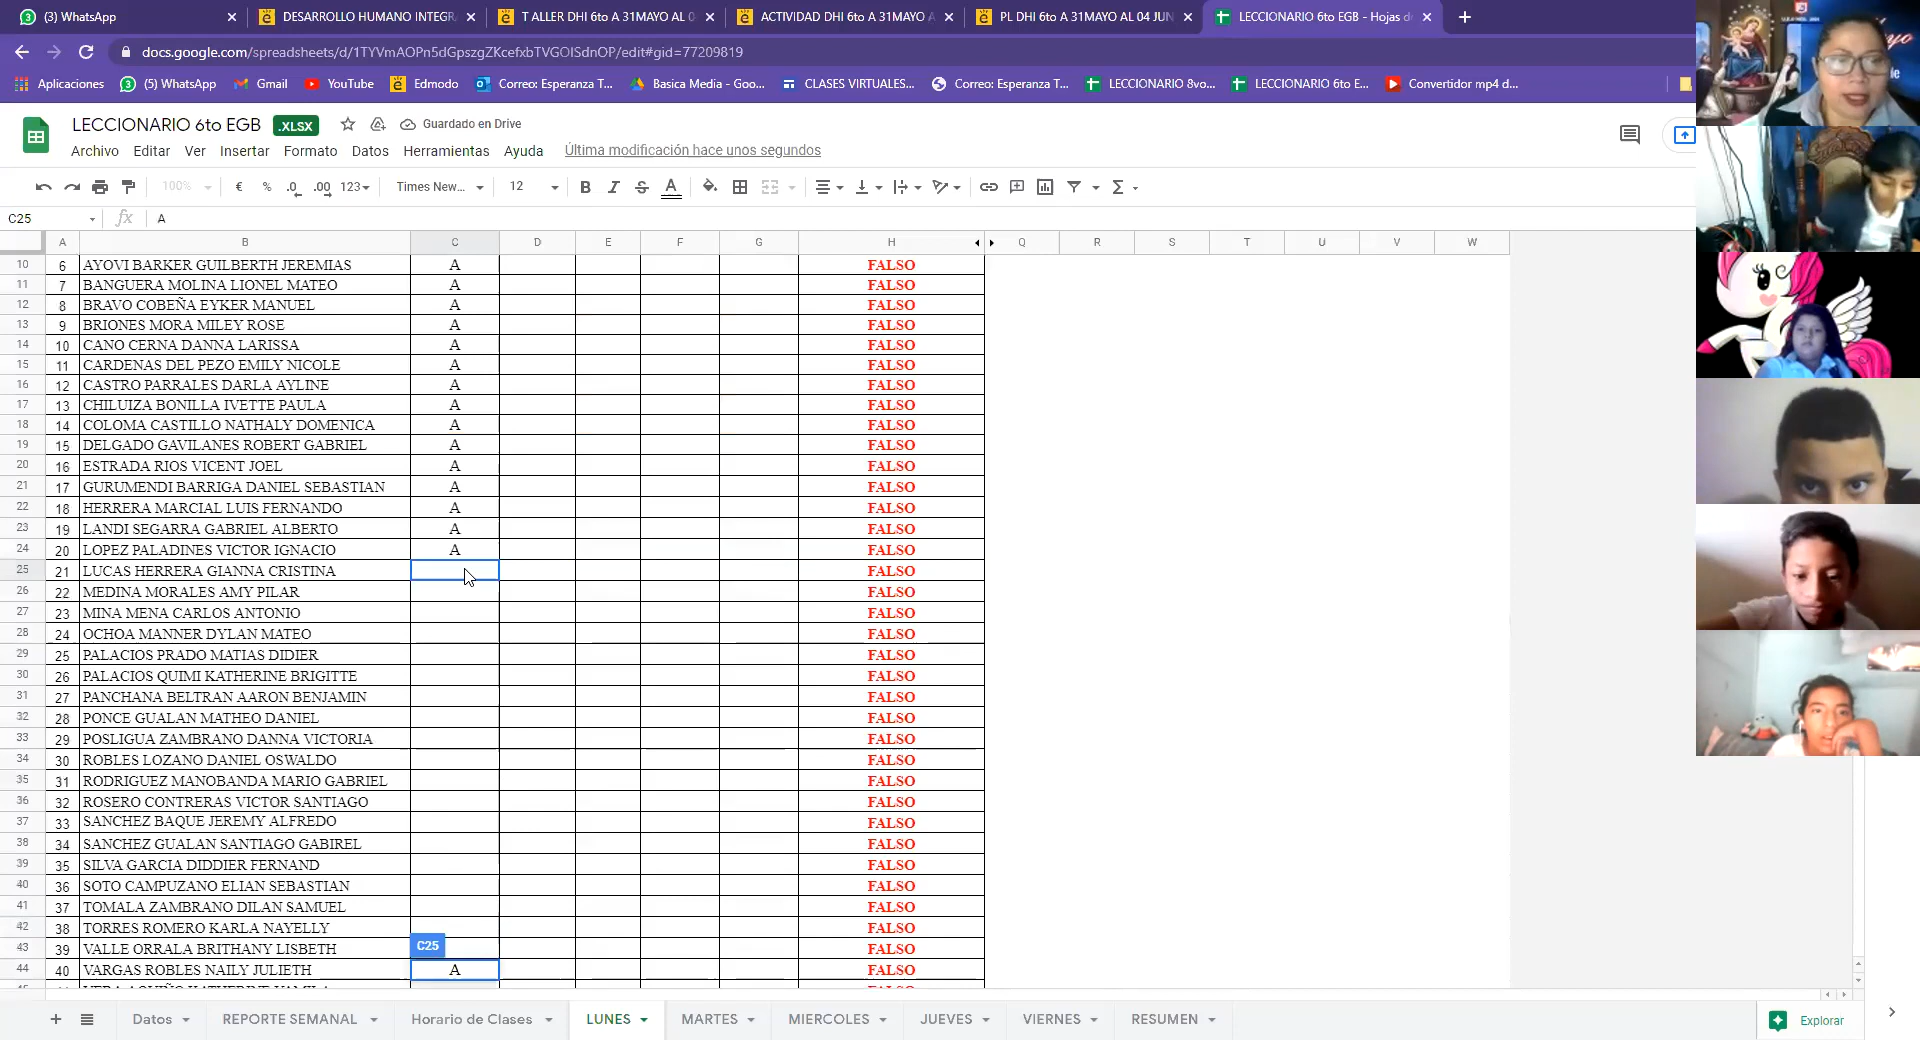 (3) WhatsApp
DESARROLLO HUMANO INTEGR
T ALLER DHI 6to A 31MAYO AL 0
ACTIVIDAD DHI 6to A 31MAYO A
PL DHI 6to A 31MAYO AL 04 JUN
LECCIONARIO 6to EGB - Hojas d
docs.google.com/spreadsheets/d/1TYVmAOPn5dGpszgZKcefxbTVGOISdnOP/edit#gid=77209819
Aplicaciones (5) WhatsApp Gmail YouTube Edmodo Correo: Esperanza T... Basica Media - Goo... CLASES VIRTUALES... Correo: Esperanza T... LECCIONARIO 8vo... LECCIONARIO 6to E... Convertidor mp4 d...
LECCIONARIO 6to EGB .XLSX Guardado en Drive
Archivo Editar Ver Insertar Formato Datos Herramientas Ayuda Última modificación hace unos segundos
100% € % .0 .00 123 Times New... 12 B I S A
C25 fx A
A B C D E F G H Q R T U V W S
10 6 AYOVI BARKER GUILBERTH JEREMIAS A FALSO
11 7 BANGUERA MOLINA LIONEL MATEO A FALSO
12 8 BRAVO COBEÑA EYKER MANUEL A FALSO
13 9 BRIONES MORA MILEY ROSE A FALSO
14 10 CANO CERNA DANNA LARISSA A FALSO
15 11 CARDENAS DEL PEZO EMILY NICOLE A FALSO
16 12 CASTRO PARRALES DARLA AYLINE A FALSO
17 13 CHILUIZA BONILLA IVETTE PAULA A FALSO
18 14 COLOMA CASTILLO NATHALY DOMENICA A FALSO
19 15 DELGADO GAVILANES ROBERT GABRIEL A FALSO
20 16 ESTRADA RIOS VICENT JOEL A FALSO
21 17 GURUMENDI BARRIGA DANIEL SEBASTIAN A FALSO
22 18 HERRERA MARCIAL LUIS FERNANDO A FALSO
23 19 LANDI SEGARRA GABRIEL ALBERTO A FALSO
24 20 LOPEZ PALADINES VICTOR IGNACIO A FALSO
25 21 LUCAS HERRERA GIANNA CRISTINA FALSO
26 22 MEDINA MORALES AMY PILAR FALSO
27 23 MINA MENA CARLOS ANTONIO FALSO
28 24 OCHOA MANNER DYLAN MATEO FALSO
29 25 PALACIOS PRADO MATIAS DIDIER FALSO
30 26 PALACIOS QUIMI KATHERINE BRIGITTE FALSO
31 27 PANCHANA BELTRAN AARON BENJAMIN FALSO
32 28 PONCE GUALAN MATHEO DANIEL FALSO
33 29 POSLIGUA ZAMBRANO DANNA VICTORIA FALSO
34 30 ROBLES LOZANO DANIEL OSWALDO FALSO
35 31 RODRIGUEZ MANOBANDA MARIO GABRIEL FALSO
36 32 ROSERO CONTRERAS VICTOR SANTIAGO FALSO
37 33 SANCHEZ BAQUE JEREMY ALFREDO FALSO
38 34 SANCHEZ GUALAN SANTIAGO GABIREL FALSO
39 35 SILVA GARCIA DIDDIER FERNAND FALSO
40 36 SOTO CAMPUZANO ELIAN SEBASTIAN FALSO
41 37 TOMALA ZAMBRANO DILAN SAMUEL FALSO
42 38 TORRES ROMERO KARLA NAYELLY FALSO
43 39 VALLE ORRALA BRITHANY LISBETH C25 FALSO
44 40 VARGAS ROBLES NAILY JULIETH A FALSO
Datos REPORTE SEMANAL Horario de Clases LUNES MARTES MIERCOLES JUEVES VIERNES RESUMEN Explorar